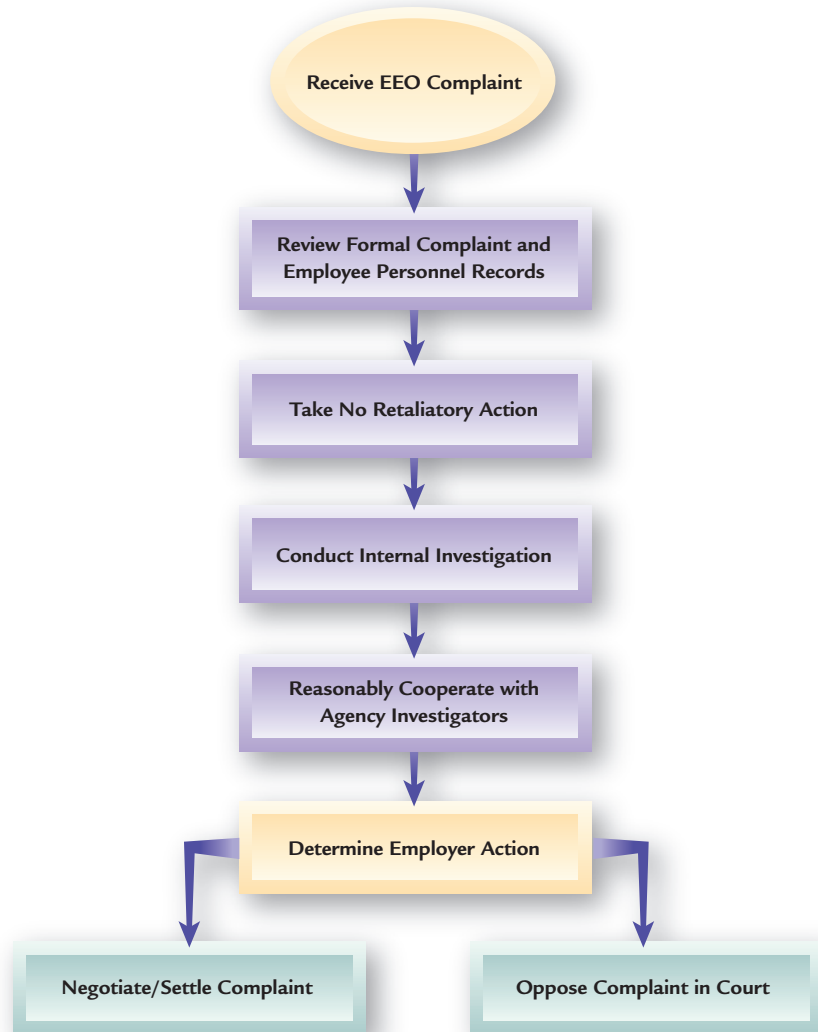 Receive EEO Complaint
Review Formal Complaint and
Employee Personnel Records
Take No Retaliatory Action
Conduct Internal Investigation
Reasonably Cooperate with
Agency Investigators
Determine Employer Action
Negotiate/Settle Complaint
Oppose Complaint in Court